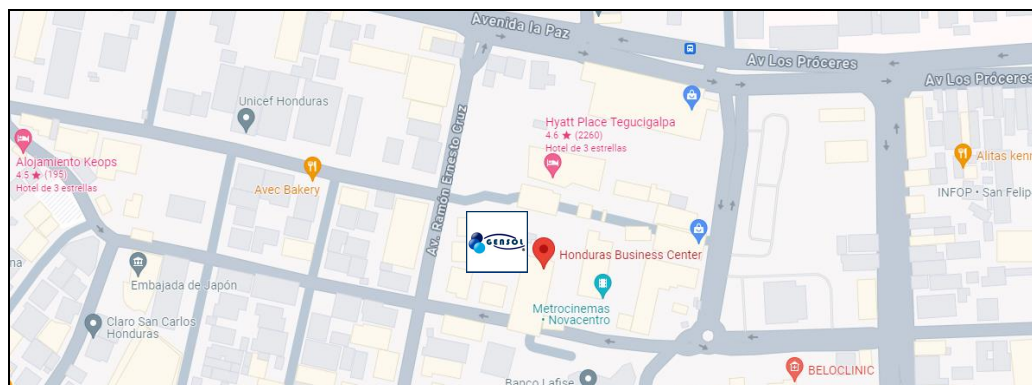 Avenida la Paz
Av Los Próceres
Av Los Próceres
Unicef Honduras
Av. Ramón Ernesto Cruz
Hyatt Place Tegucigalpa
4.6 ★ (2260)
Hotel de 3 estrellas
Alojamiento Keops
4.5 ★ (195)
Hotel de 3 estrellas
Avec Bakery
Alitas kenn
INFOP • San Felip
GENSOL
Honduras Business Center
na
Embajada de Japón
Metrocinemas
• Novacentro
Claro San Carlos
Honduras
BELOCLINIC
Banco Lafise